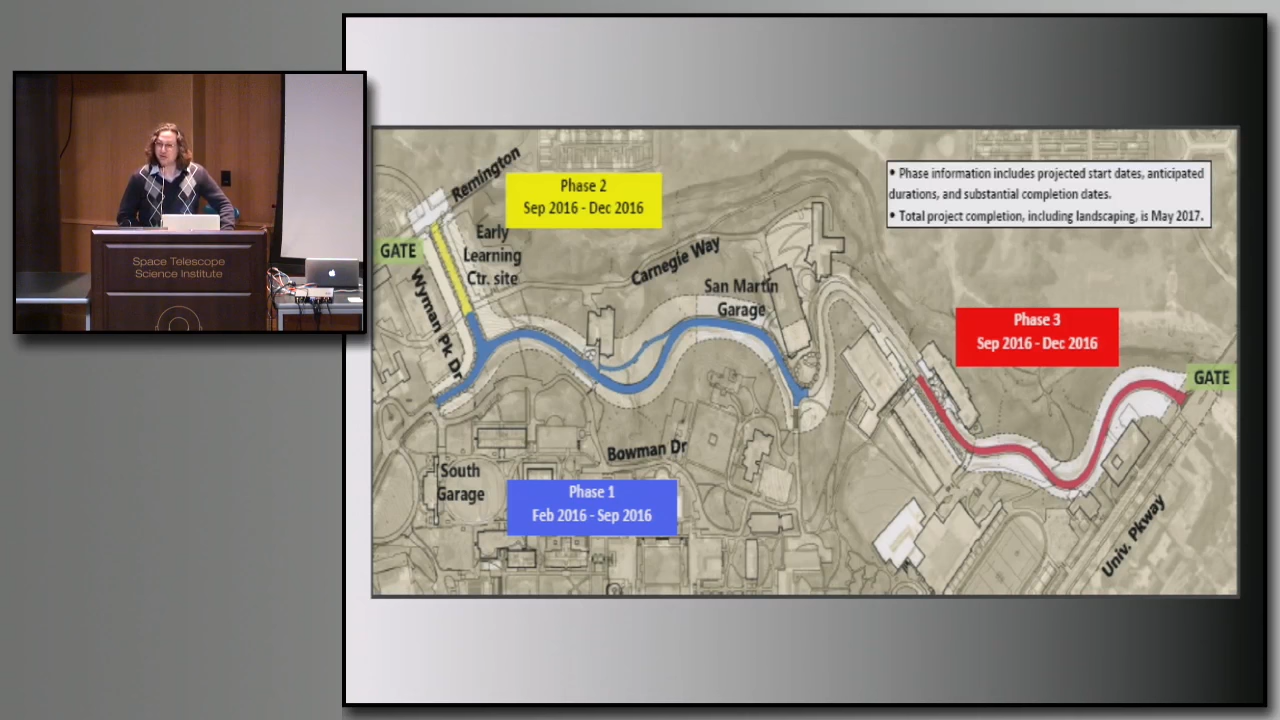 Space Telescope
Science Institute
Remington
Phase 2
Sep 2016 - Dec 2016
• Phase information includes projected start dates, anticipated
durations, and substantial completion dates.
• Total project completion, including landscaping, is May 2017.
GATE
Early
Learning
Ctr. site
Carnegie Way
Wyman Pk Dr
San Martin
Garage
Phase 3
Sep 2016 - Dec 2016
GATE
Bowman Dr
South
Garage
Phase 1
Feb 2016 - Sep 2016
Univ. Pkway